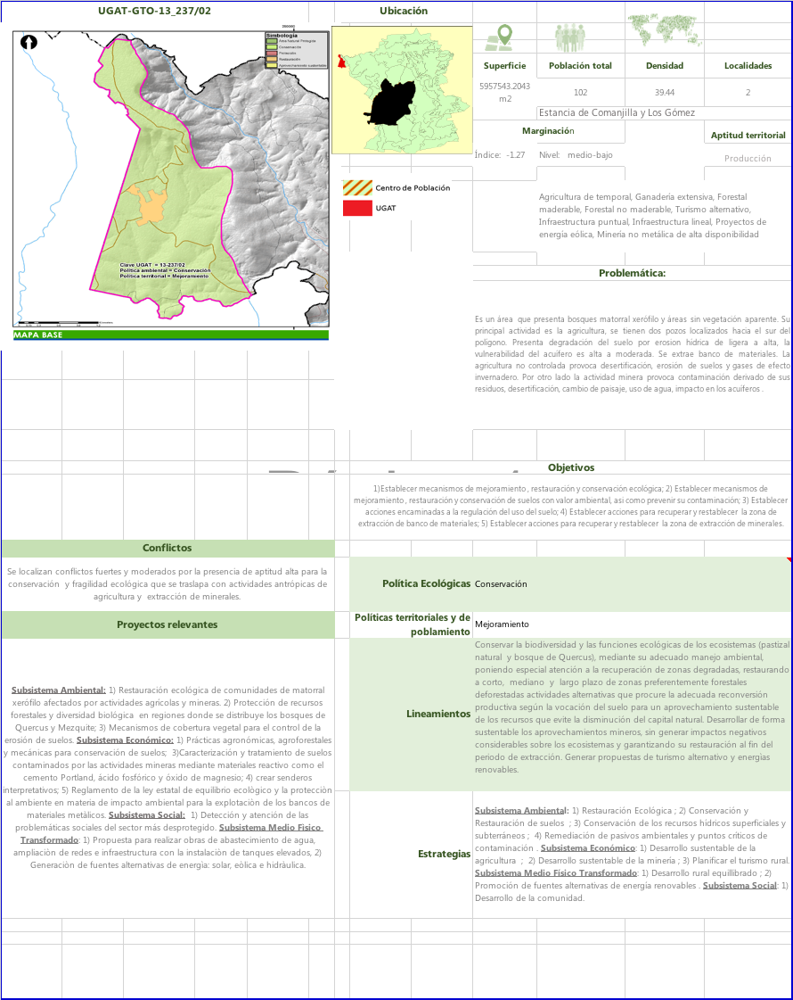 UGAT-GTO-13_237/02
Ubicación
Simbología
Área Natural Protegida
Conservación
Protección
Restauración
Aprovechamiento sustentable
Clave UGAT = 13-237/02
Política ambiental = Conservación
Política territorial = Mejoramiento
MAPA BASE
Centro de Población
UGAT
Superficie
Población total
Densidad
Localidades
5957543.2043
m2
102
39.44
2
Estancia de Comanjilla y Los Gómez
Marginación
Aptitud territorial
Índice: -1.27
Nivel: medio-bajo
Producción
Agricultura de temporal, Ganadería extensiva, Forestal
maderable, Forestal no maderable, Turismo alternativo,
Infraestructura puntual, Infraestructura lineal, Proyectos de
energía eólica, Minería no metálica de alta disponibilidad
Problemática:
Es un área que presenta bosques matorral xerófilo y áreas sin vegetación aparente. Su
principal actividad es la agricultura, se tienen dos pozos localizados hacia el sur del
polígono. Presenta degradación del suelo por erosion hidrica de ligera a alta, la
vulnerabilidad del acuífero es alta a moderada. Se extrae banco de materiales. La
agricultura no controlada provoca desertificación, erosión de suelos y gases de efecto
invernadero. Por otro lado la actividad minera provoca contaminación derivado de sus
residuos, desertificación, cambio de paisaje, uso de agua, impacto en los acuíferos .
Objetivos
1)Establecer mecanismos de mejoramiento , restauración y conservación ecológica; 2) Establecer mecanismos de
mejoramiento , restauración y conservación de suelos con valor ambiental, asi como prevenir su contaminación; 3) Establecer
acciones encaminadas a la regulación del uso del suelo; 4) Establecer acciones para recuperar y restablecer la zona de
extracción de banco de materiales; 5) Establecer acciones para recuperar y restablecer la zona de extracción de minerales.
Conflictos
Se localizan conflictos fuertes y moderados por la presencia de aptitud alta para la
conservación y fragilidad ecológica que se traslapa con actividades antrópicas de
agricultura y extracción de minerales.
Política Ecológicas
Conservación
Proyectos relevantes
Políticas territoriales y de
poblamiento
Mejoramiento
Subsistema Ambiental: 1) Restauración ecológica de comunidades de matorral
xerófilo afectados por actividades agrícolas y mineras. 2) Protección de recursos
forestales y diversidad biológica en regiones donde se distribuye los bosques de
Quercus y Mezquite; 3) Mecanismos de cobertura vegetal para el control de la
erosión de suelos. Subsistema Económico: 1) Prácticas agronómicas, agroforestales
y mecánicas para conservación de suelos; 3)Caracterización y tratamiento de suelos
contaminados por las actividades mineras mediante materiales reactivo como el
cemento Portland, ácido fosfórico y óxido de magnesio; 4) crear senderos
interpretativos; 5) Reglamento de la ley estatal de equilibrio ecológico y la protección
al ambiente en materia de impacto ambiental para la explotación de los bancos de
materiales metálicos. Subsistema Social: 1) Detección y atención de las
problemáticas sociales del sector más desprotegido. Subsistema Medio Físico
Transformado: 1) Propuesta para realizar obras de abastecimiento de agua,
ampliación de redes e infraestructura con la instalación de tanques elevados, 2)
Generación de fuentes alternativas de energía: solar, eólica e hidráulica.
Lineamientos
Conservar la biodiversidad y las funciones ecológicas de los ecosistemas (pastizal
natural y bosque de Quercus), mediante su adecuado manejo ambiental,
poniendo especial atención a la recuperación de zonas degradadas, restaurando
a corto, mediano y largo plazo de zonas preferentemente forestales
deforestadas actividades alternativas que procure la adecuada reconversión
productiva según la vocación del suelo para un aprovechamiento sustentable
de los recursos que evite la disminución del capital natural. Desarrollar de forma
sustentable los aprovechamientos mineros, sin generar impactos negativos
considerables sobre los ecosistemas y garantizando su restauración al fin del
periodo de extracción. Generar propuestas de turismo alternativo y energías
renovables.
Estrategias
Subsistema Ambiental: 1) Restauración Ecológica ; 2) Conservación y
Restauración de suelos ; 3) Conservación de los recursos hídricos superficiales y
subterráneos ; 4) Remediación de pasivos ambientales y puntos críticos de
contaminación . Subsistema Económico: 1) Desarrollo sustentable de la
agricultura ; 2) Desarrollo sustentable de la minería ; 3) Planificar el turismo rural.
Subsistema Medio Físico Transformado: 1) Desarrollo rural equillibrado ; 2)
Promoción de fuentes alternativas de energía renovables . Subsistema Social: 1)
Desarrollo de la comunidad.